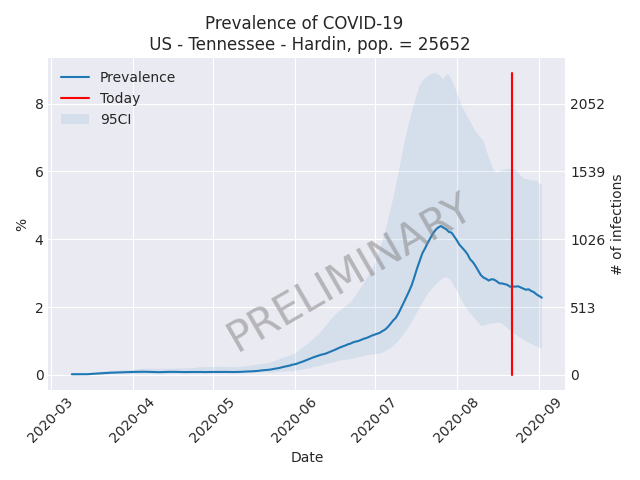 Prevalence of COVID-19
US - Tennessee - Hardin, pop. = 25652
Prevalence
Today
95CI
PRELIMINARY
8
6
4
2
0
%
2052
1539
1026
513
0
# of infections
2020-03
2020-04
2020-05
2020-06
2020-07
2020-08
2020-09
Date